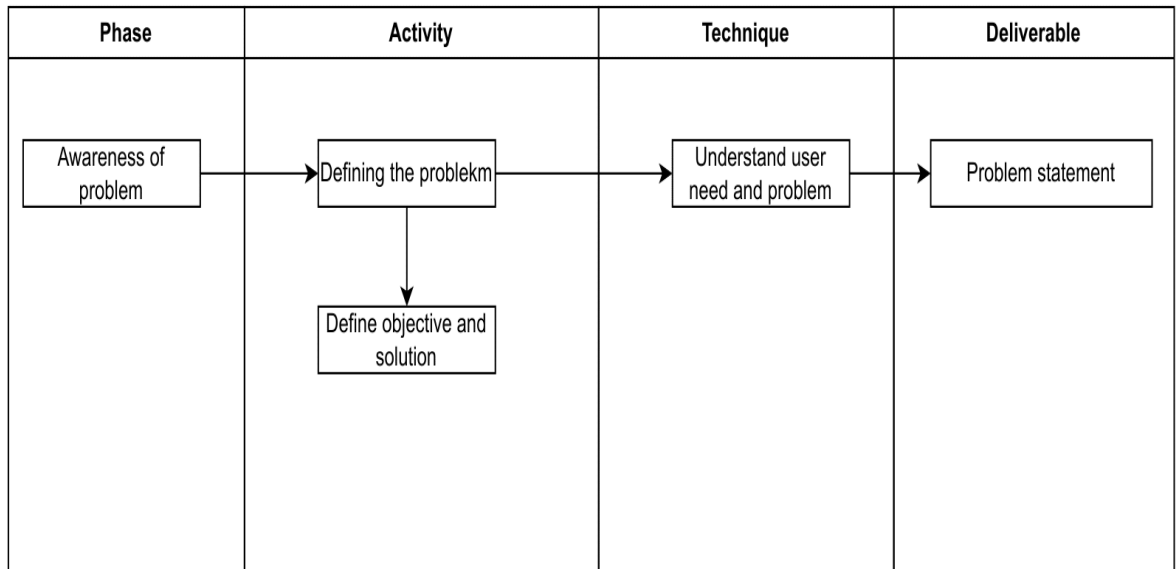 Phase
Activity
Technique
Deliverable
Awareness of
problem
Defining the problekm
Understand user
need and problem
Problem statement
Define objective and
solution